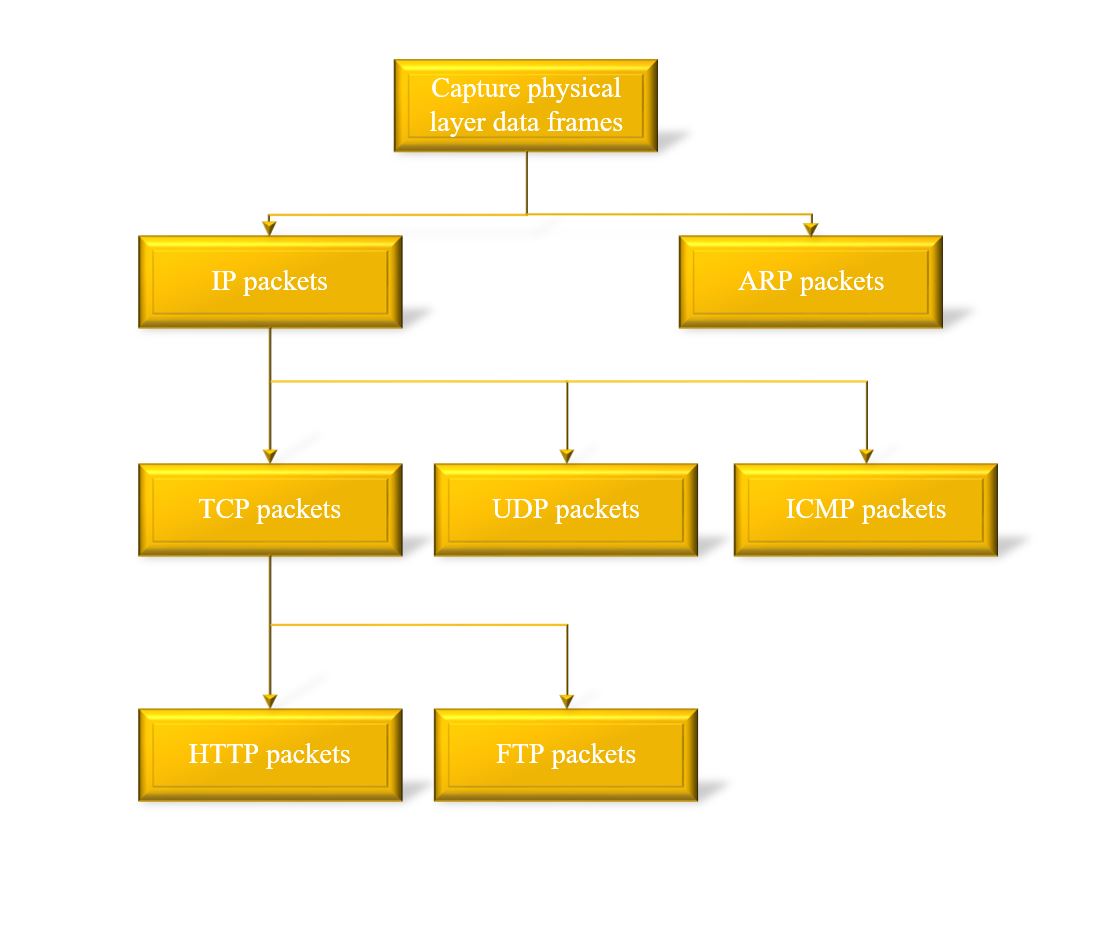 Capture physical
layer data frames
IP packets
ARP packets
TCP packets
UDP packets
ICMP packets
HTTP packets
FTP packets